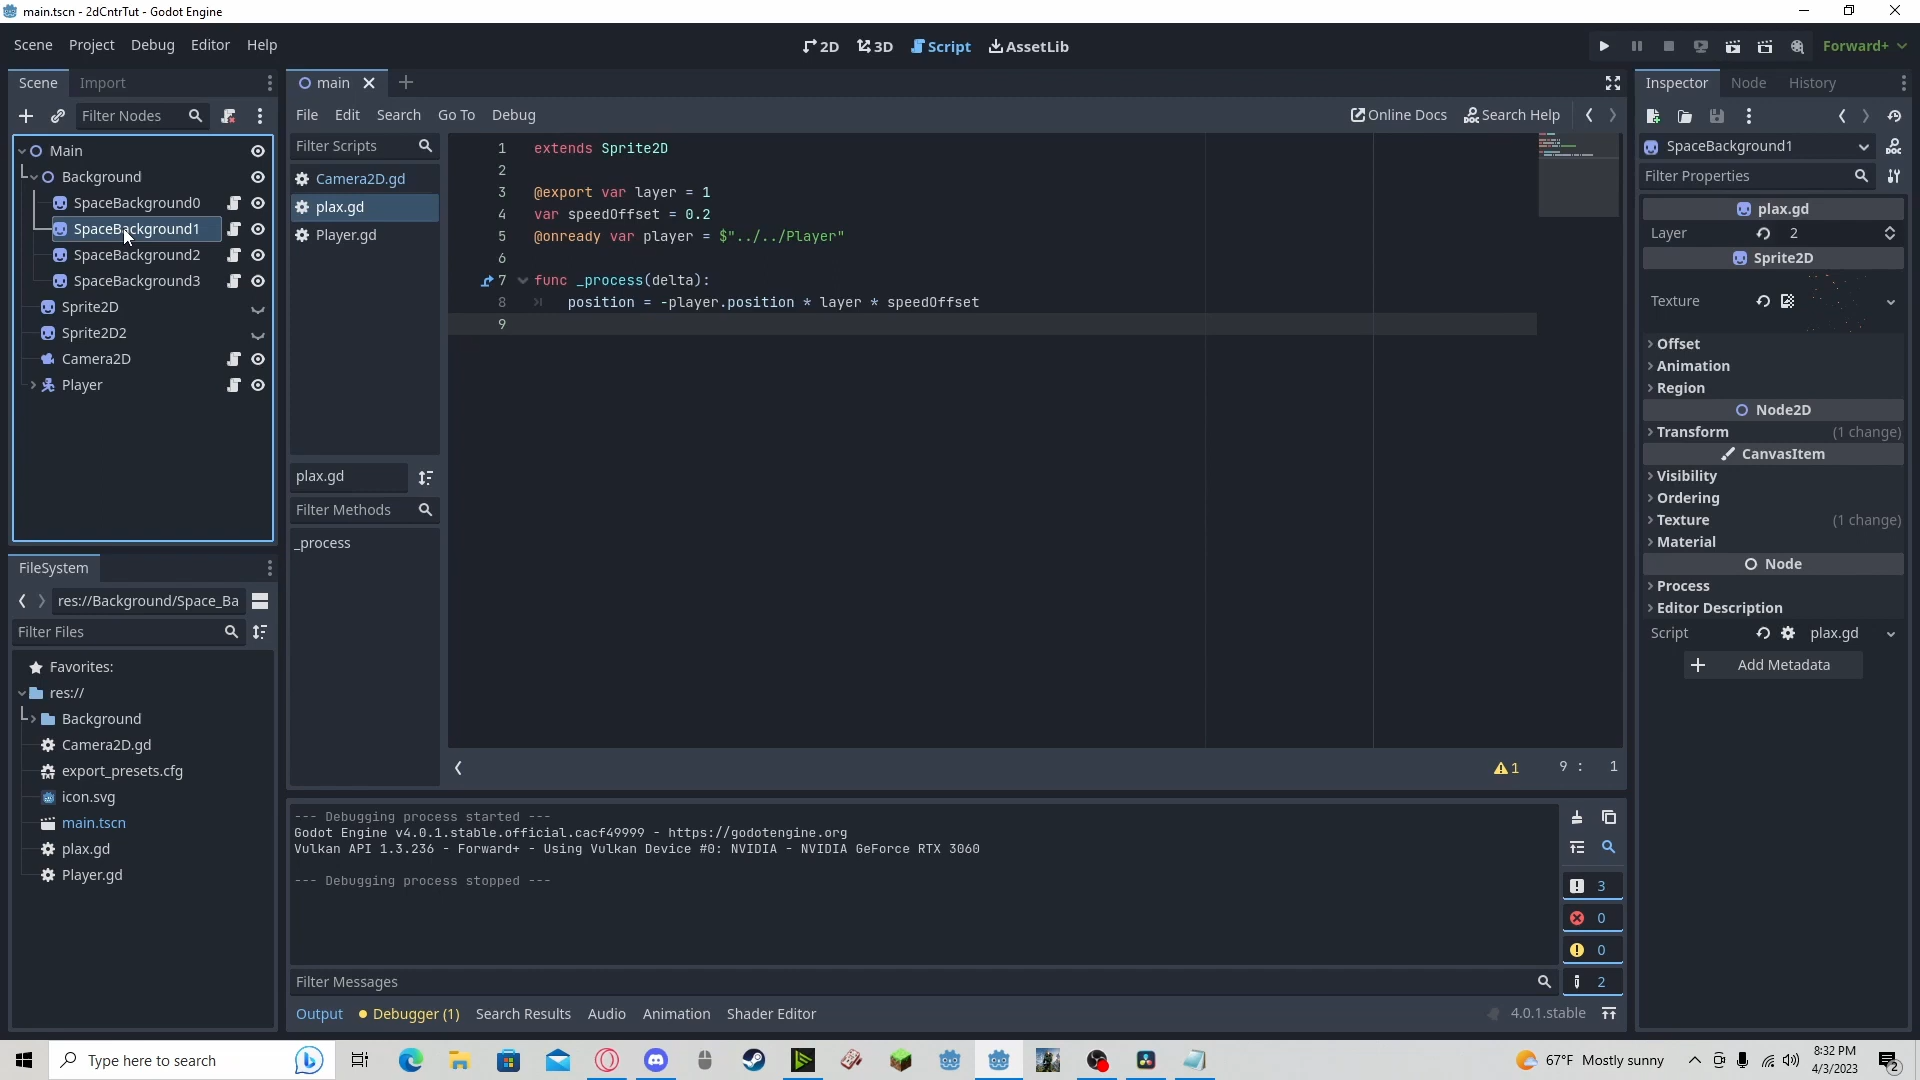 main.tscn - 2dCntrTut - Godot Engine
Scene Project Debug Editor Help
2D 3D Script AssetLib
Forward+
Scene Import
Filter Nodes
Main
Background
SpaceBackground0
SpaceBackground1
SpaceBackground2
SpaceBackground3
Sprite2D
Sprite2D2
Camera2D
Player
FileSystem
res://Background/Space_Ba
Filter Files
Favorites:
res://
Background
Camera2D.gd
export_presets.cfg
icon.svg
main.tscn
plax.gd
Player.gd
main
File Edit Search Go To Debug
Online Docs Search Help
Filter Scripts
Camera2D.gd
plax.gd
Player.gd
plax.gd
Filter Methods
_process
1 extends Sprite2D
2
3 @export var layer = 1
4 var speedOffset = 0.2
5 @onready var player = $"../../Player"
6
7 func _process(delta):
8 position = -player.position * layer * speedOffset
9
1 9 : 1
--- Debugging process started ---
Godot Engine v4.0.1.stable.official.cacf49999 - https://godotengine.org
Vulkan API 1.3.236 - Forward+ - Using Vulkan Device #0: NVIDIA - NVIDIA GeForce RTX 3060
--- Debugging process stopped ---
3
0
0
2
Filter Messages
Output Debugger (1) Search Results Audio Animation Shader Editor
4.0.1.stable
Inspector Node History
SpaceBackground1
Filter Properties
plax.gd
Layer 2
Sprite2D
Texture
Offset
Animation
Region
Node2D
Transform (1 change)
CanvasItem
Visibility
Ordering
Texture (1 change)
Material
Node
Process
Editor Description
Script plax.gd
Add Metadata
Type here to search
67°F Mostly sunny
8:32 PM
4/3/2023
2